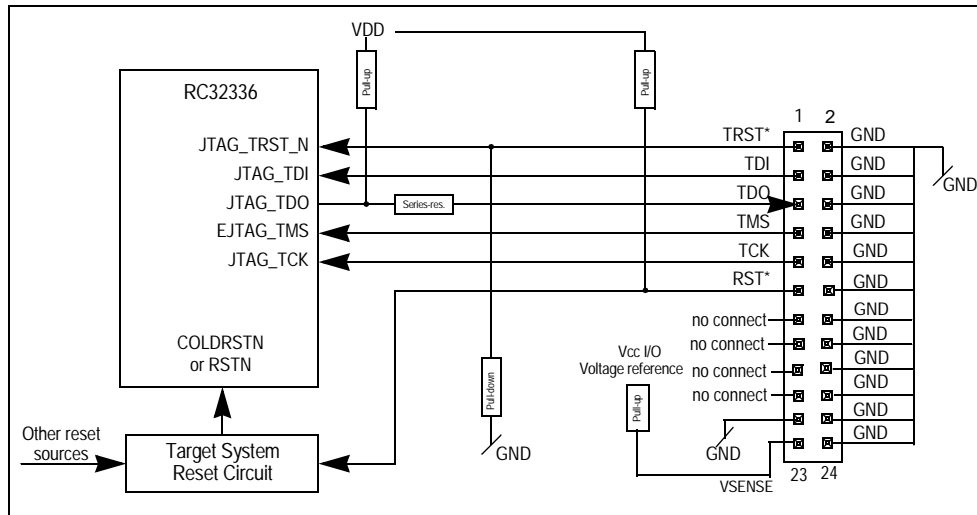 VDD
Pull-up
Pull-up
RC32336
1 2
JTAG_TRST_N
TRST*
GND
JTAG_TDI
TDI
GND
GND
JTAG_TDO
Series-res.
TDO
GND
EJTAG_TMS
TMS
GND
JTAG_TCK
TCK
GND
RST*
GND
no connect
GND
COLDRSTN
or RSTN
no connect
GND
Vcc I/O
Voltage reference
no connect
GND
Pull-down
Pull-up
no connect
GND
GND
Other reset
sources
Target System
Reset Circuit
GND
GND
GND
VSENSE
23 24